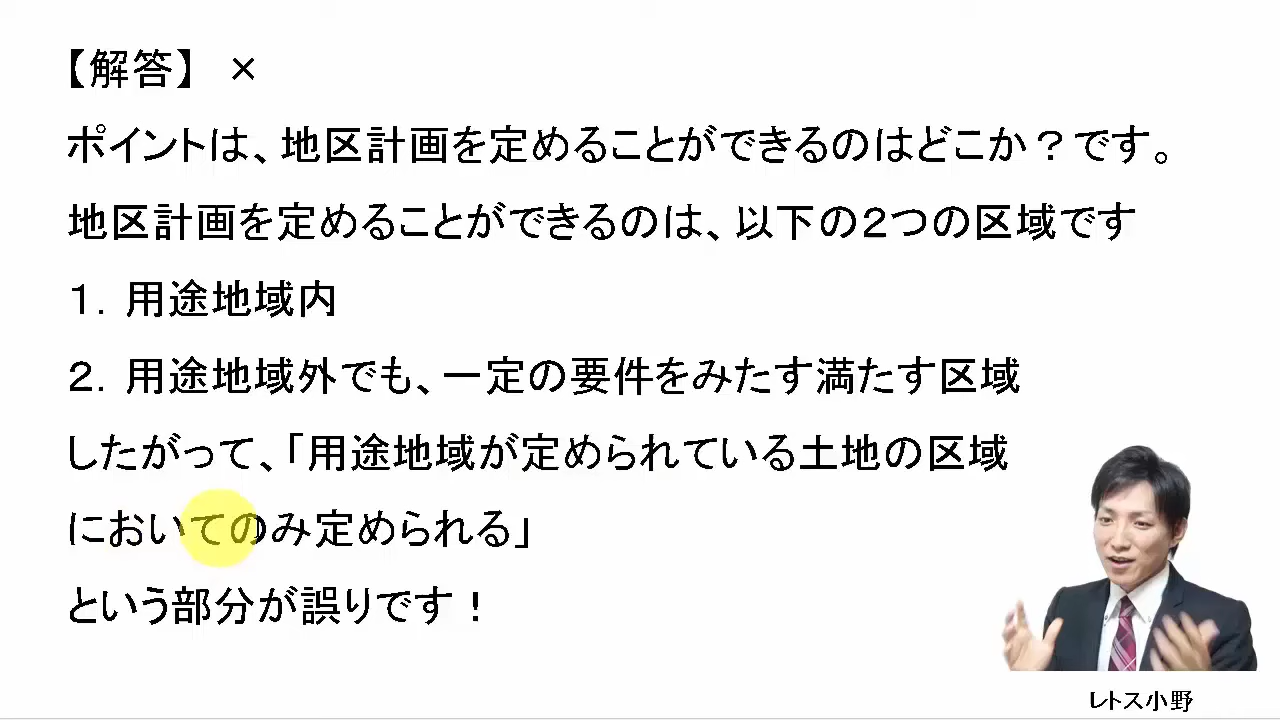 【解答】　×
ポイントは、地区計画を定めることができるのはどこか？です。
地区計画を定めることができるのは、以下の２つの区域です
１．用途地域内
２．用途地域外でも、一定の要件をみたす満たす区域
したがって、「用途地域が定められている土地の区域
においてのみ定められる」
という部分が誤りです！
レトス小野